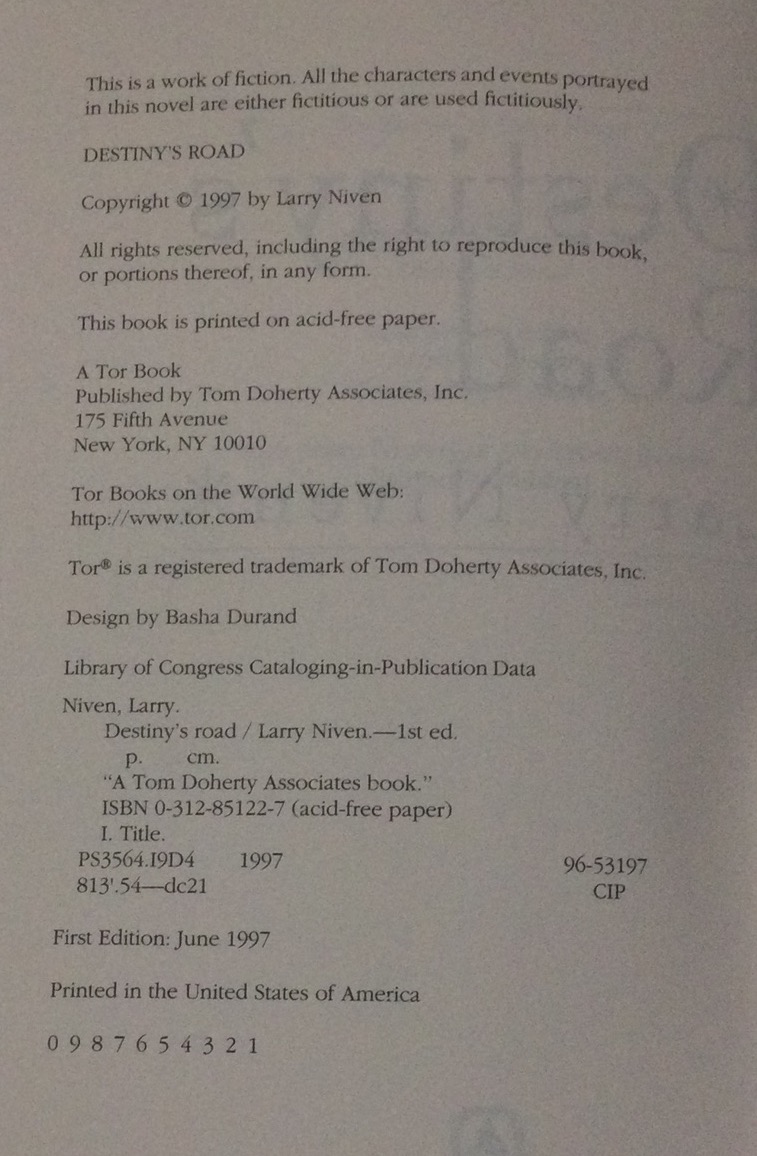 This is a work of fiction. All the characters and events portrayed
in this novel are either fictitious or are used fictitiously.
DESTINY'S ROAD
Copyright © 1997 by Larry Niven
All rights reserved, including the right to reproduce this book,
or portions thereof, in any form.
This book is printed on acid-free paper.
A Tor Book
Published by Tom Doherty Associates, Inc.
175 Fifth Avenue
New York, NY 10010
Tor Books on the World Wide Web:
http://www.tor.com
Tor® is a registered trademark of Tom Doherty Associates, Inc.
Design by Basha Durand
Library of Congress Cataloging-in-Publication Data
Niven, Larry.
Destiny's road / Larry Niven.—1st ed.
p. cm.
"A Tom Doherty Associates book."
ISBN 0-312-85122-7 (acid-free paper)
I. Title.
PS3564.I9D4 1997 96-53197
813'.54—dc21 CIP
First Edition: June 1997
Printed in the United States of America
0 9 8 7 6 5 4 3 2 1